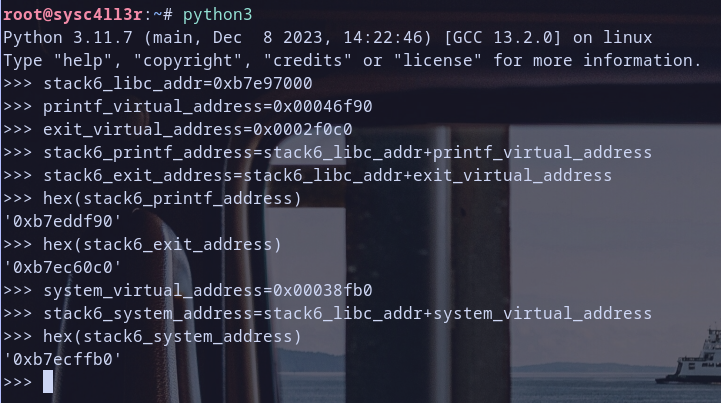 root@sysc4ll3r:~# python3
Python 3.11.7 (main, Dec  8 2023, 14:22:46) [GCC 13.2.0] on linux
Type "help", "copyright", "credits" or "license" for more information.
>>> stack6_libc_addr=0xb7e97000
>>> printf_virtual_address=0x00046f90
>>> exit_virtual_address=0x0002f0c0
>>> stack6_printf_address=stack6_libc_addr+printf_virtual_address
>>> stack6_exit_address=stack6_libc_addr+exit_virtual_address
>>> hex(stack6_printf_address)
'0xb7eddf90'
>>> hex(stack6_exit_address)
'0xb7ec60c0'
>>> system_virtual_address=0x00038fb0
>>> stack6_system_address=stack6_libc_addr+system_virtual_address
>>> hex(stack6_system_address)
'0xb7ecffb0'
>>>